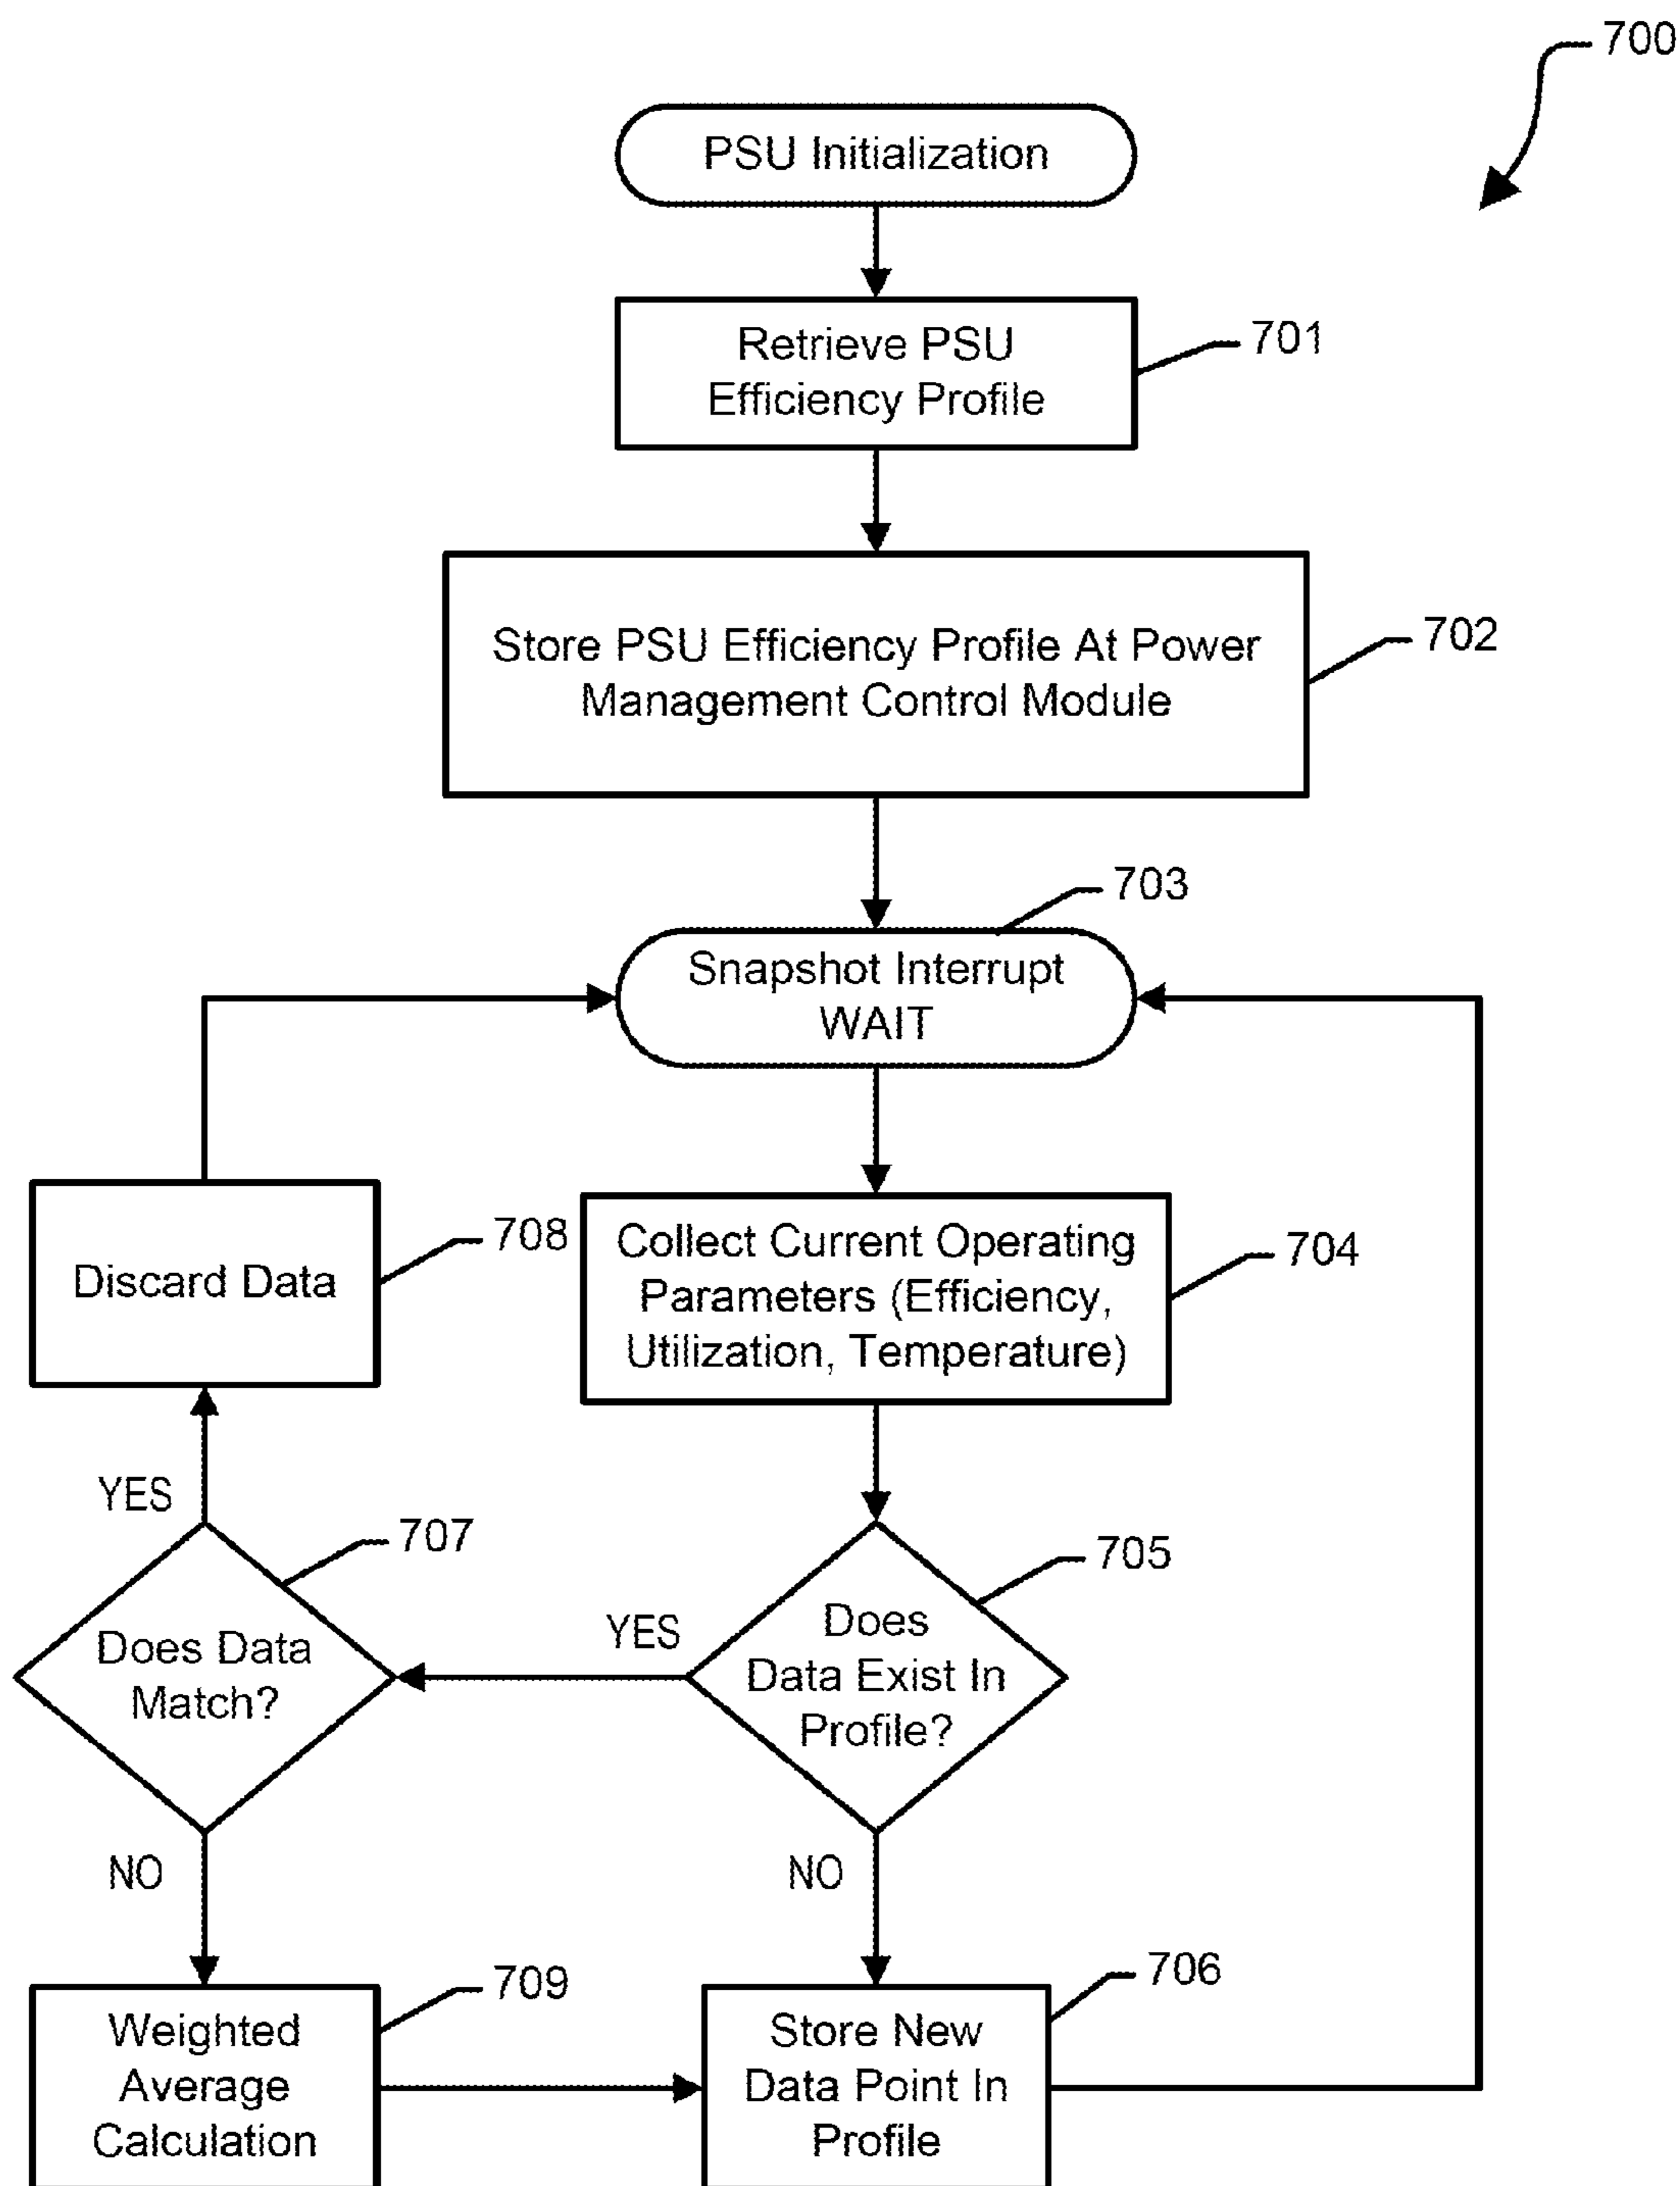 700
PSU Initialization
Retrieve PSU
Efficiency Profile
701
Store PSU Efficiency Profile At Power
Management Control Module
702
703
Snapshot Interrupt
WAIT
Discard Data
708
Collect Current Operating
Parameters (Efficiency,
Utilization, Temperature)
704
YES
707
Does Data
Match?
YES
705
Does
Data Exist In
Profile?
NO
NO
709
Weighted
Average
Calculation
706
Store New
Data Point In
Profile